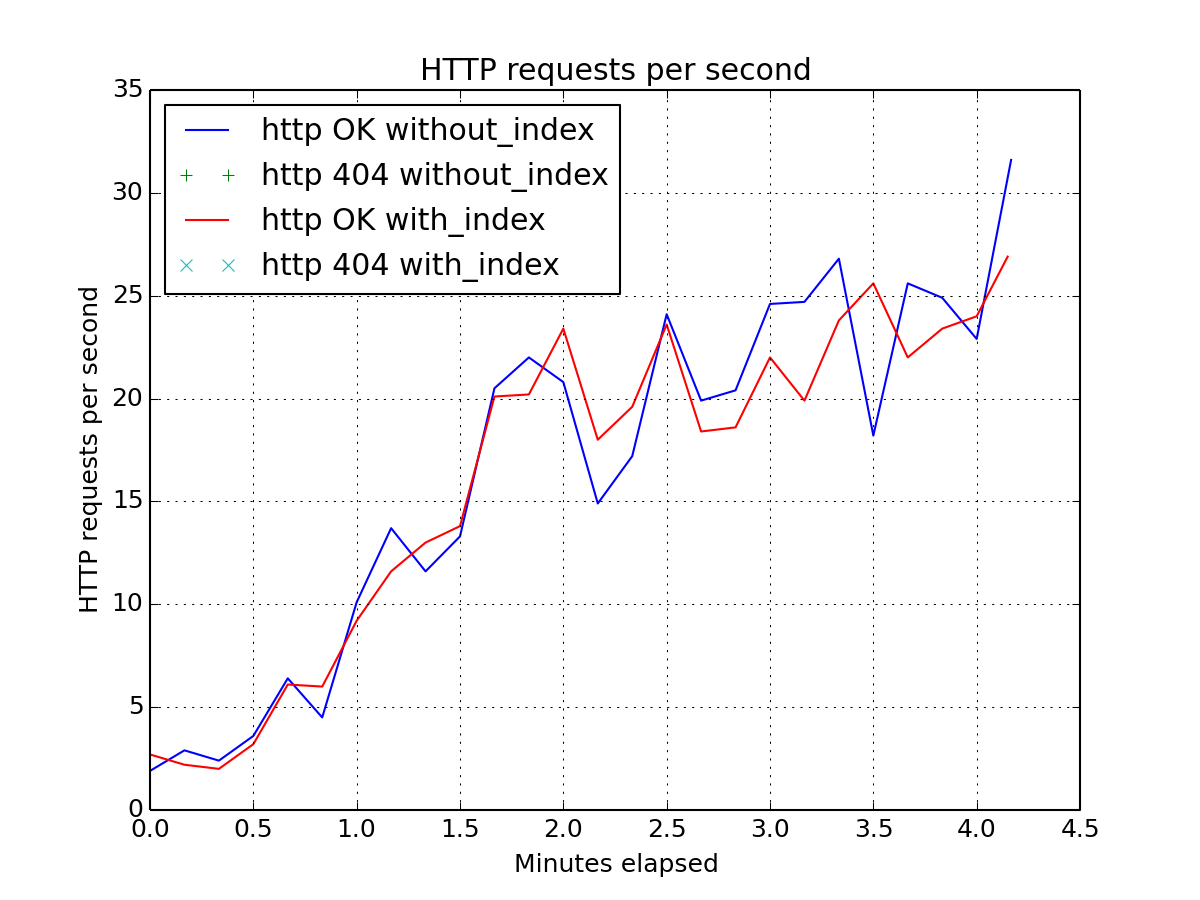 HTTP requests per second
35
30
25
20
15
10
5
0
http OK without_index
http 404 without_index
http OK with_index
http 404 with_index
HTTP requests per second
0.0 0.5 1.0 1.5 2.0 2.5 3.0 3.5 4.0 4.5
Minutes elapsed